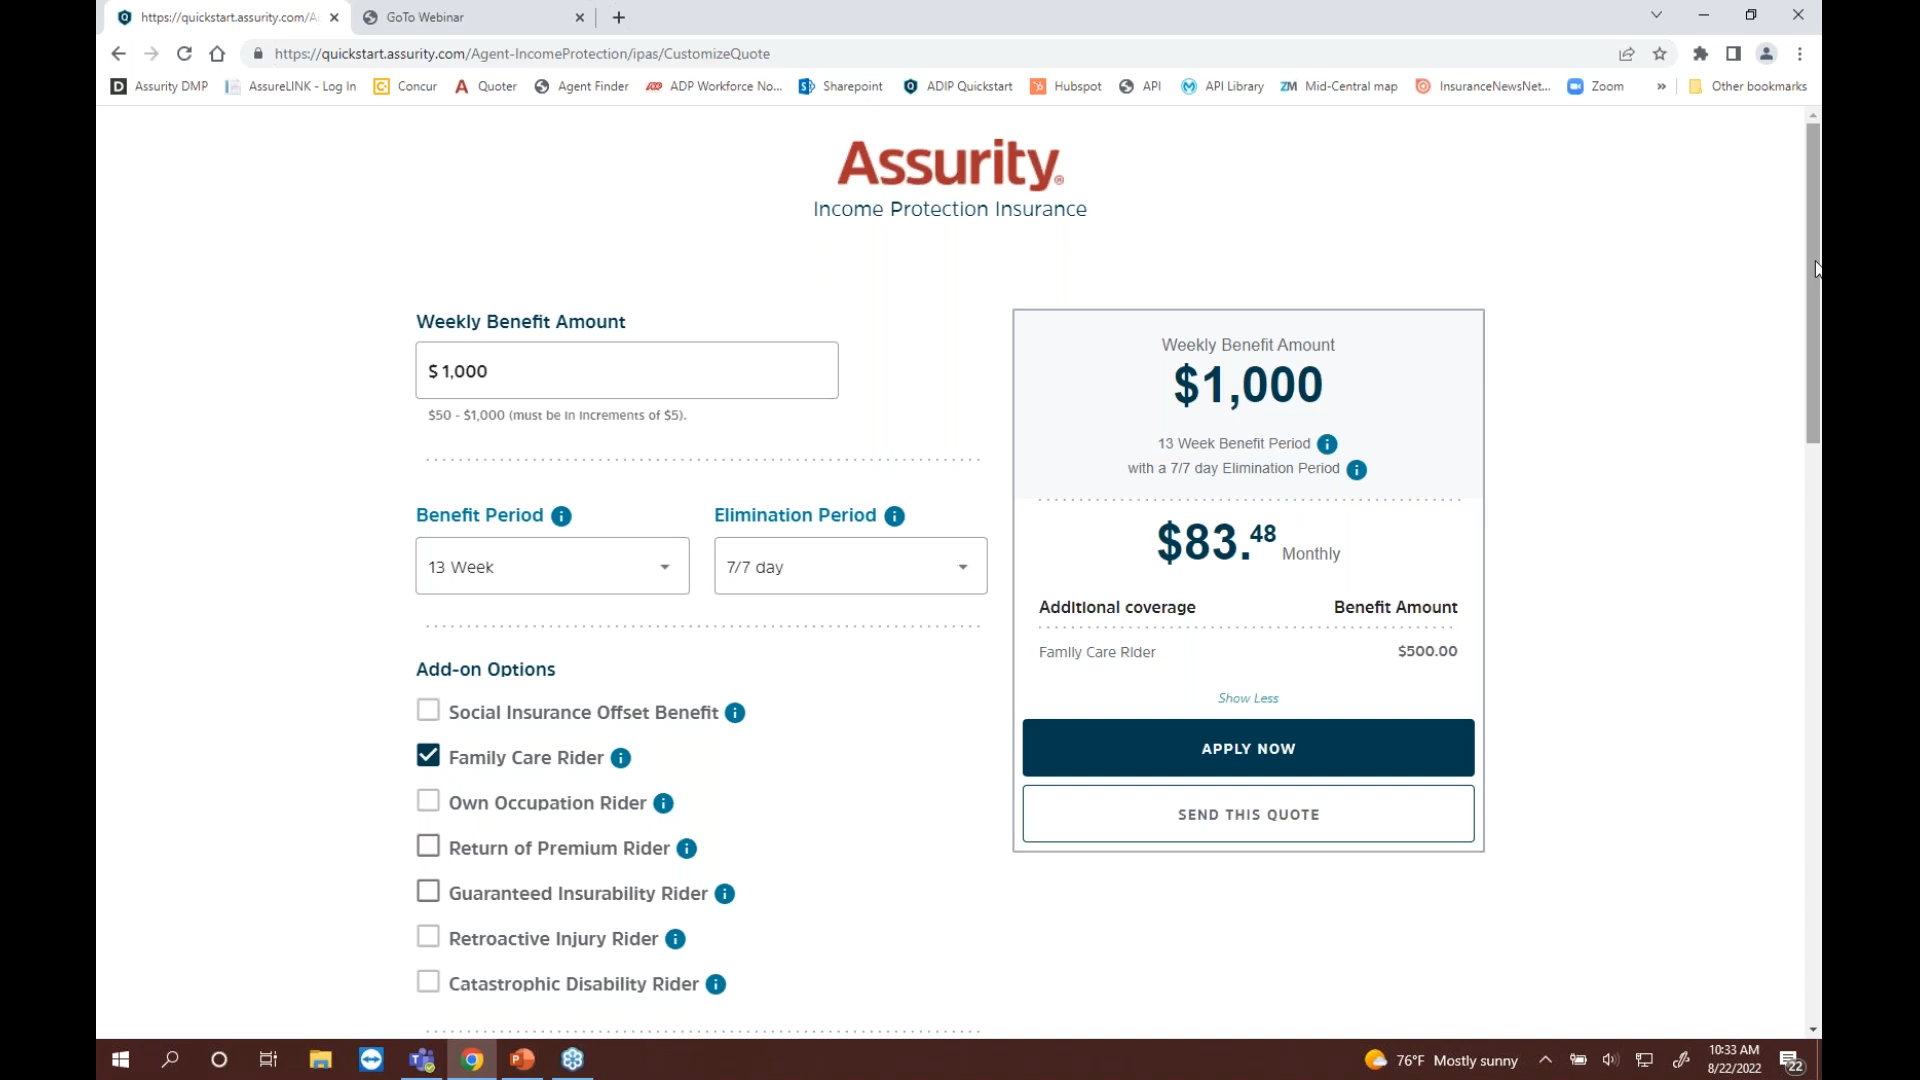 https://quickstart.assurity.com/A
GoTo Webinar
https://quickstart.assurity.com/Agent-IncomeProtection/ipas/CustomizeQuote
Assurity DMP
AssureLINK - Log In
Concur
Quoter
Agent Finder
ADP Workforce No...
Sharepoint
ADIP Quickstart
Hubspot
API
API Library
ZM Mid-Central map
InsuranceNewsNet...
Zoom
»
Other bookmarks
Assurity®
Income Protection Insurance
Weekly Benefit Amount
$ 1,000
$50 - $1,000 (must be in increments of $5).
Benefit Period
Elimination Period
13 Week
7/7 day
Add-on Options
Social Insurance Offset Benefit
Family Care Rider
Own Occupation Rider
Return of Premium Rider
Guaranteed Insurability Rider
Retroactive Injury Rider
Catastrophic Disability Rider
Weekly Benefit Amount
$1,000
13 Week Benefit Period
with a 7/7 day Elimination Period
$83.48 Monthly
Additional coverage
Benefit Amount
Family Care Rider
$500.00
Show Less
APPLY NOW
SEND THIS QUOTE
76°F Mostly sunny
10:33 AM
8/22/2022
22